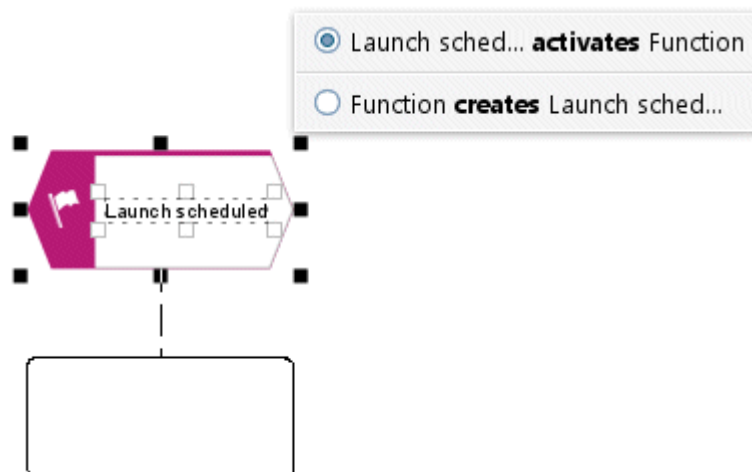 Launch sched... activates Function
Function creates Launch sched...
Launch scheduled